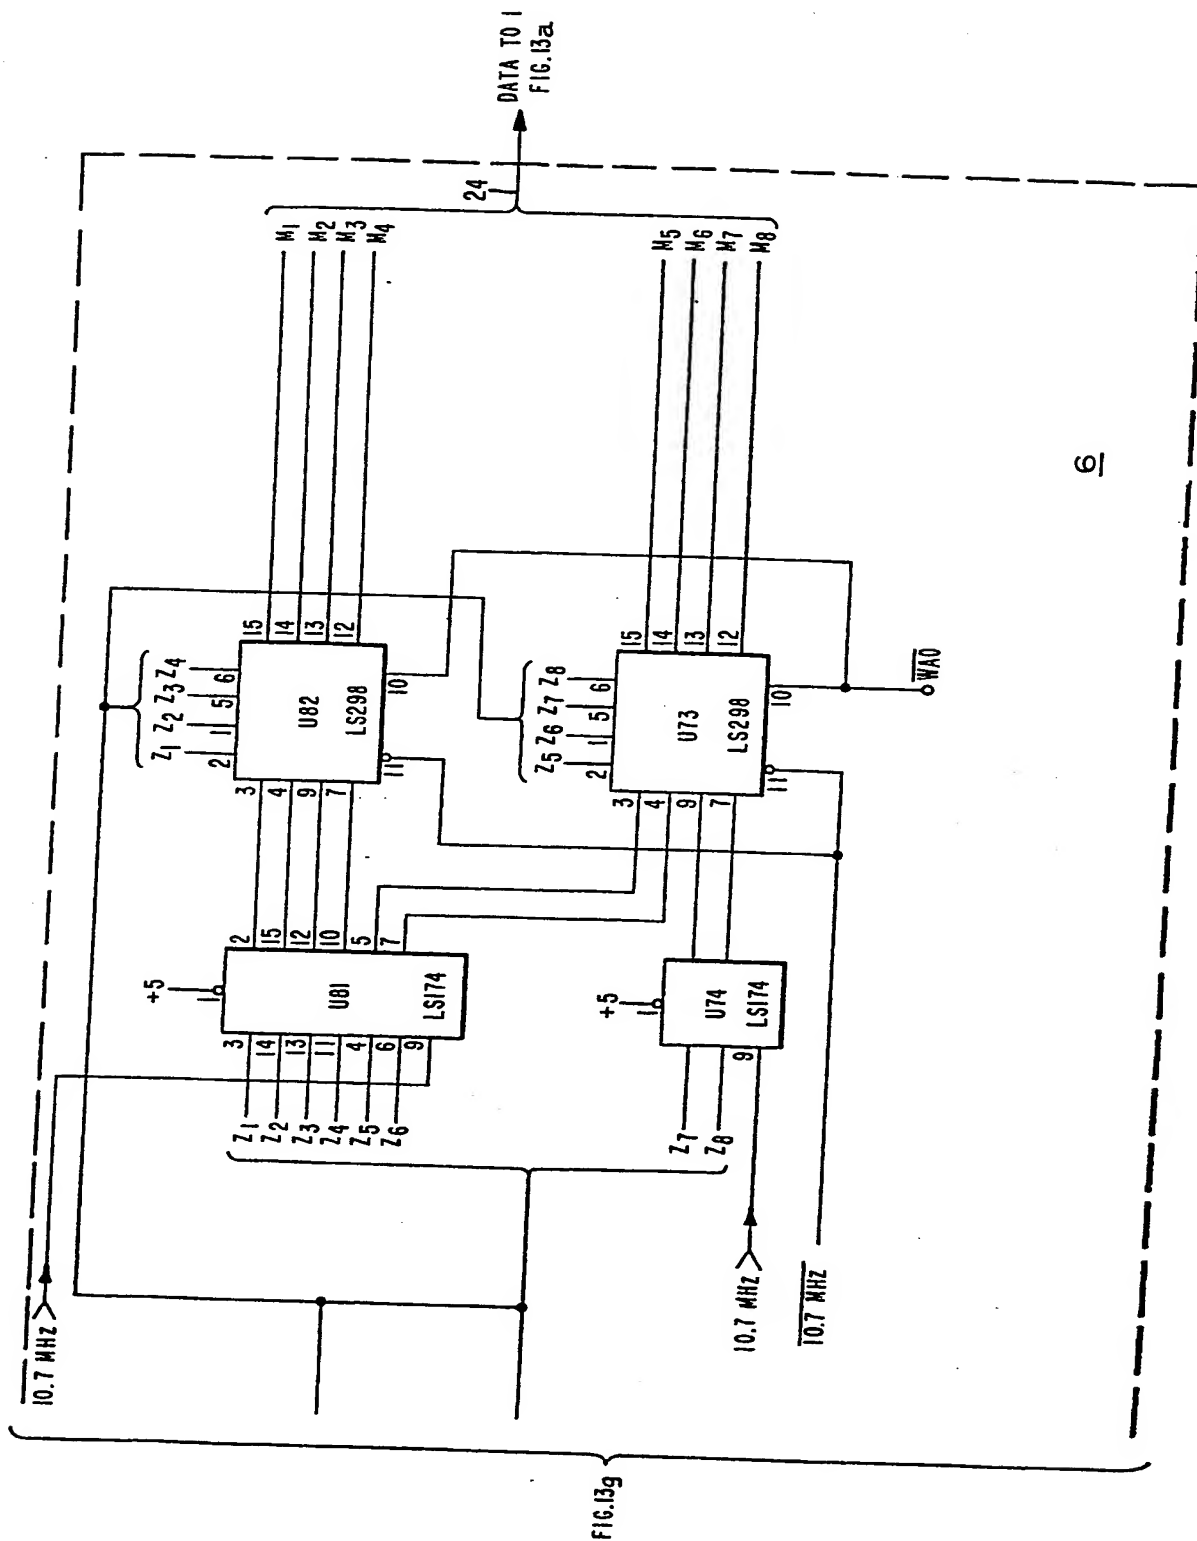 FIG.13g
10.7 MHZ
DATA TO 1
FIG.13a
24
M1
M2
M3
M4
M5
M6
M7
M8
Z1 Z2 Z3 Z4
2 1 5 6
U82
LS298
3
4
9
7
15
14
13
12
11
10
Z5 Z6 Z7 Z8
2 1 5 6
U73
LS298
3
4
9
7
15
14
13
12
11
10
WA0
+5
1
U81
LS174
3
14
13
11
4
6
9
2
15
12
10
5
7
Z1
Z2
Z3
Z4
Z5
Z6
+5
1
U74
LS174
9
Z7
Z8
10.7 MHZ
10.7 MHZ
6